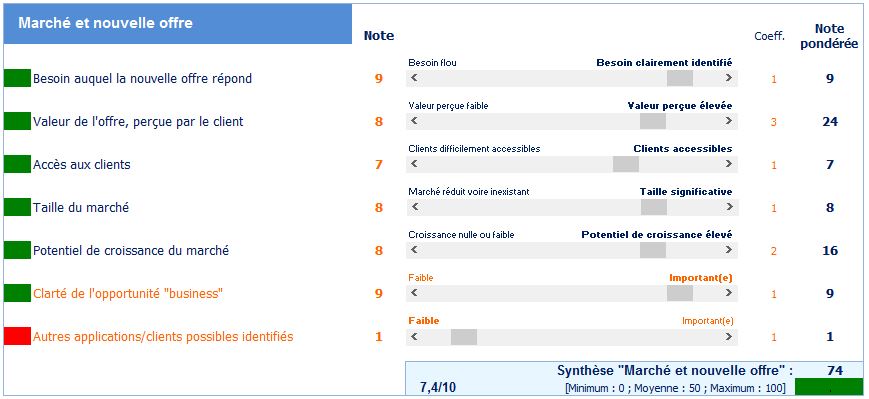 Marché et nouvelle offre
Note Coeff. Note pondérée
Besoin flou Besoin clairement identifié
Besoin auquel la nouvelle offre répond 9 1 9
Valeur perçue faible Valeur perçue élevée
Valeur de l'offre, perçue par le client 8 3 24
Clients difficilement accessibles Clients accessibles
Accès aux clients 7 1 7
Marché réduit voire inexistant Taille significative
Taille du marché 8 1 8
Croissance nulle ou faible Potentiel de croissance élevé
Potentiel de croissance du marché 8 2 16
Faible Important(e)
Clarté de l'opportunité "business" 9 1 9
Faible Important(e)
Autres applications/clients possibles identifiés 1 1 1
Synthèse "Marché et nouvelle offre" : 74
7,4/10 [Minimum : 0 ; Moyenne : 50 ; Maximum : 100]